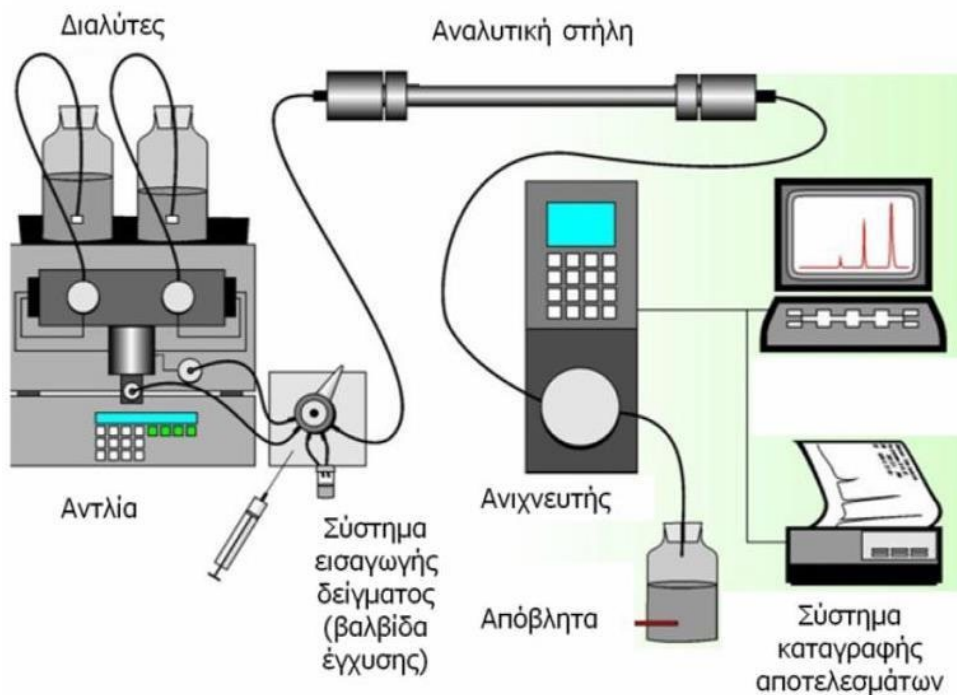 Διαλύτες
Αναλυτική στήλη
Αντλία
Σύστημα
εισαγωγής
δείγματος
(βαλβίδα
έγχυσης)
Ανιχνευτής
Απόβλητα
Σύστημα
καταγραφής
αποτελεσμάτων